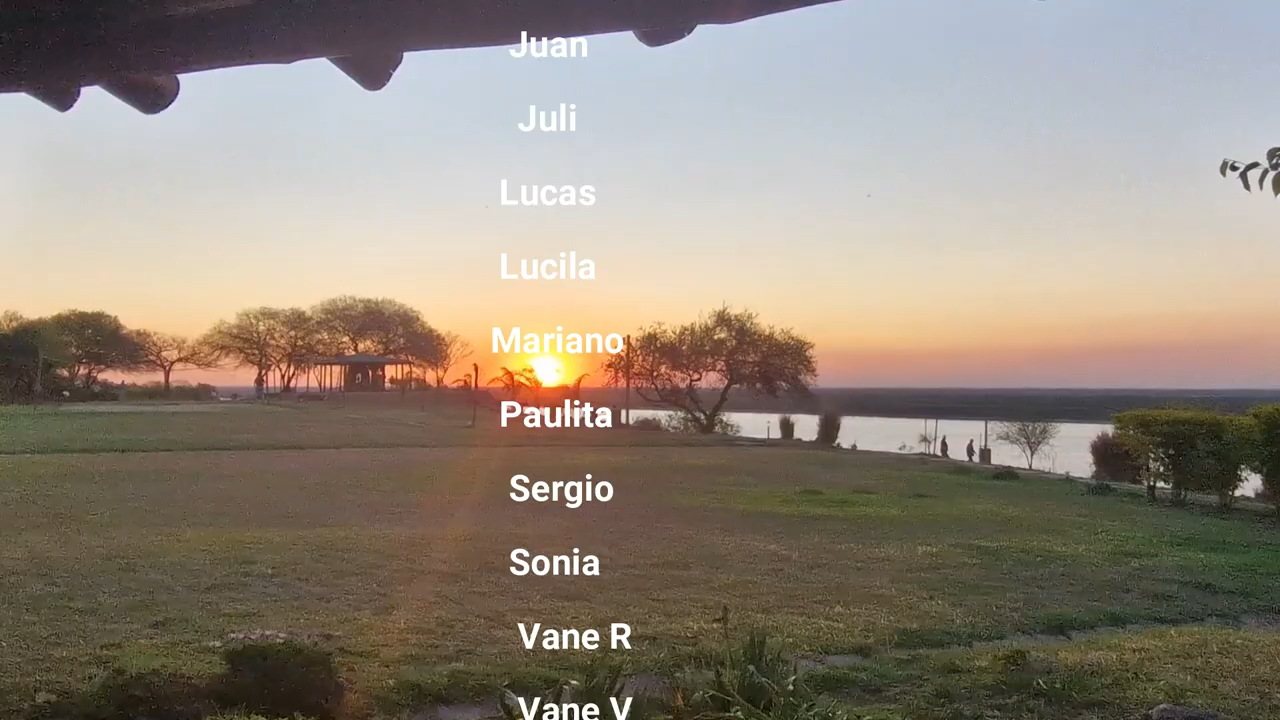 Juan
Juli
Lucas
Lucila
Mariano
Paulita
Sergio
Sonia
Vane R
Vane V